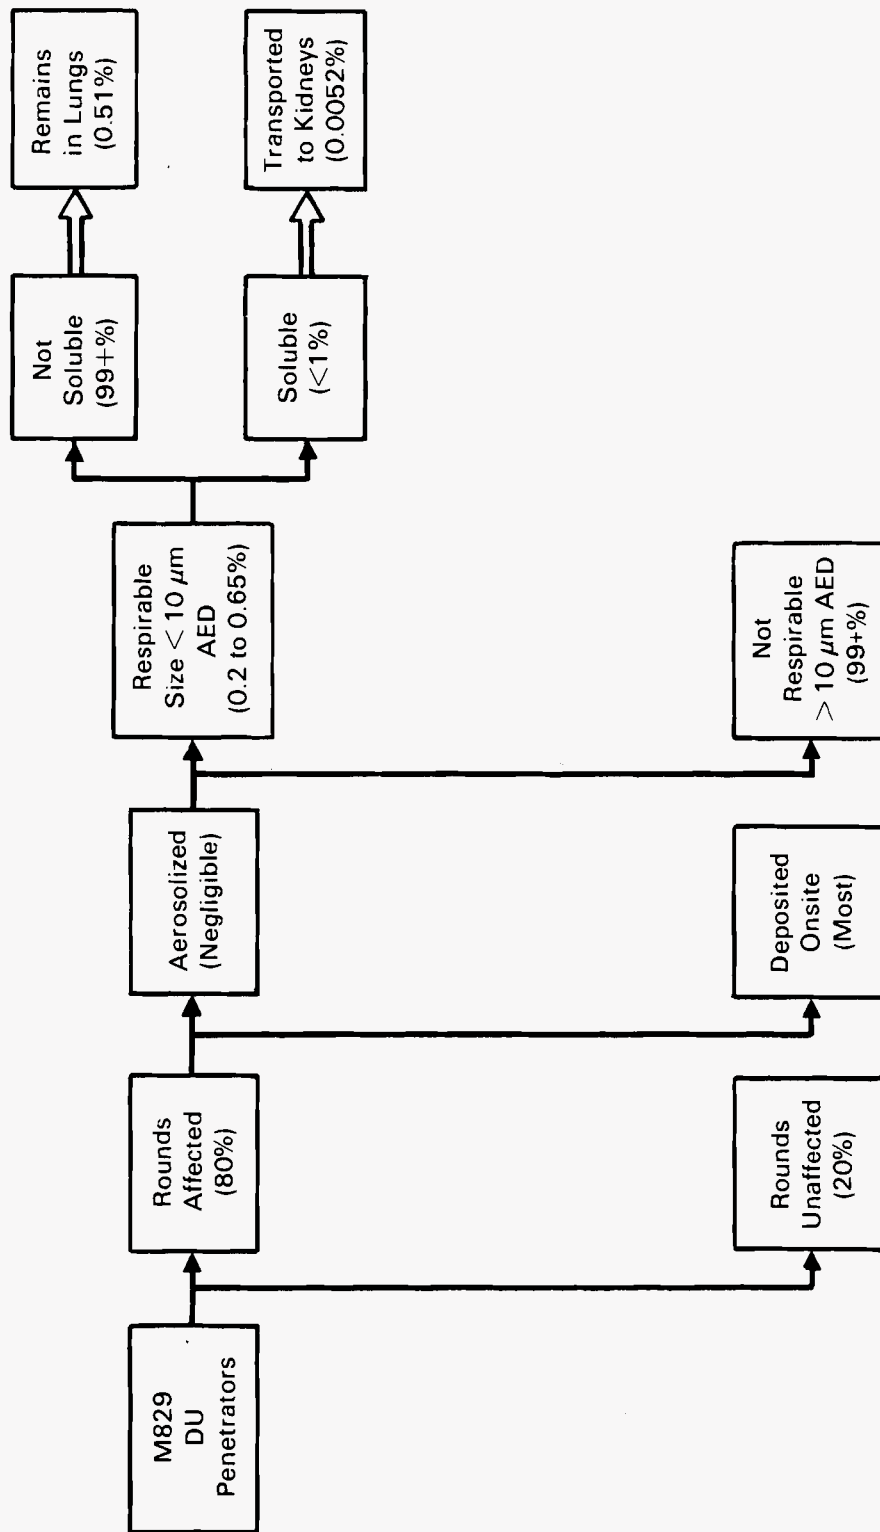 M829
DU
Penetrators
Rounds
Affected
(80%)
Rounds
Unaffected
(20%)
Aerosolized
(Negligible)
Deposited
Onsite
(Most)
Respirable
Size < 10 μm
AED
(0.2 to 0.65%)
Not
Respirable
> 10 μm AED
(99+%)
Not
Soluble
(99+%)
Soluble
(<1%)
Remains
in Lungs
(0.51%)
Transported
to Kidneys
(0.0052%)